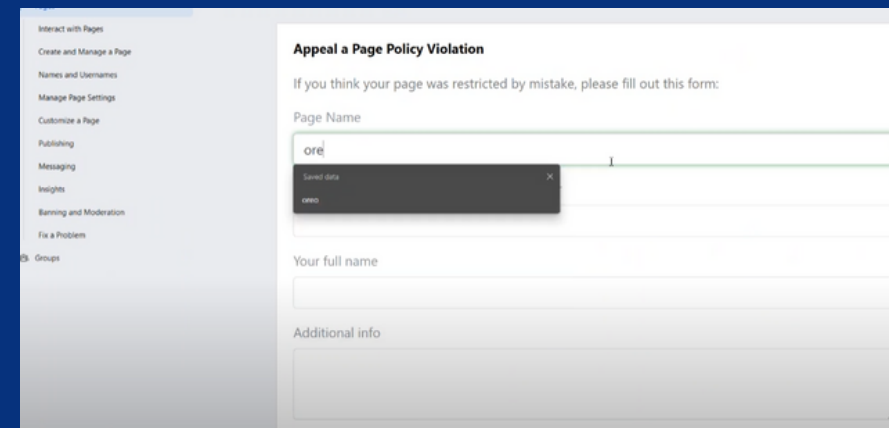 Interact with Pages
Create and Manage a Page
Names and Usernames
Manage Page Settings
Customize a Page
Publishing
Messaging
Insights
Banning and Moderation
Fix a Problem
Groups
Appeal a Page Policy Violation
If you think your page was restricted by mistake, please fill out this form:
Page Name
ore
Saved data
Your full name
Additional info